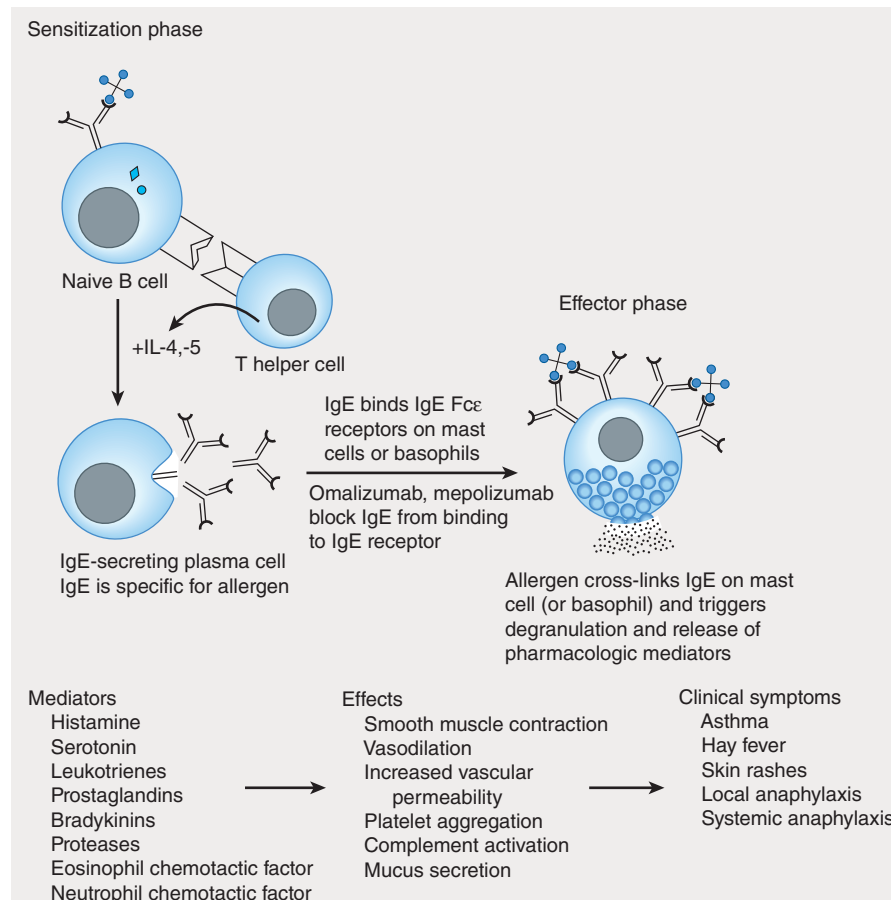 Sensitization phase
Naive B cell
+IL-4,-5
T helper cell
Effector phase
IgE binds IgE Fcε
receptors on mast
cells or basophils
Omalizumab, mepolizumab
block IgE from binding
to IgE receptor
IgE-secreting plasma cell
IgE is specific for allergen
Allergen cross-links IgE on mast
cell (or basophil) and triggers
degranulation and release of
pharmacologic mediators
Mediators
Histamine
Serotonin
Leukotrienes
Prostaglandins
Bradykinins
Proteases
Eosinophil chemotactic factor
Neutrophil chemotactic factor
Effects
Smooth muscle contraction
Vasodilation
Increased vascular
permeability
Platelet aggregation
Complement activation
Mucus secretion
Clinical symptoms
Asthma
Hay fever
Skin rashes
Local anaphylaxis
Systemic anaphylaxis